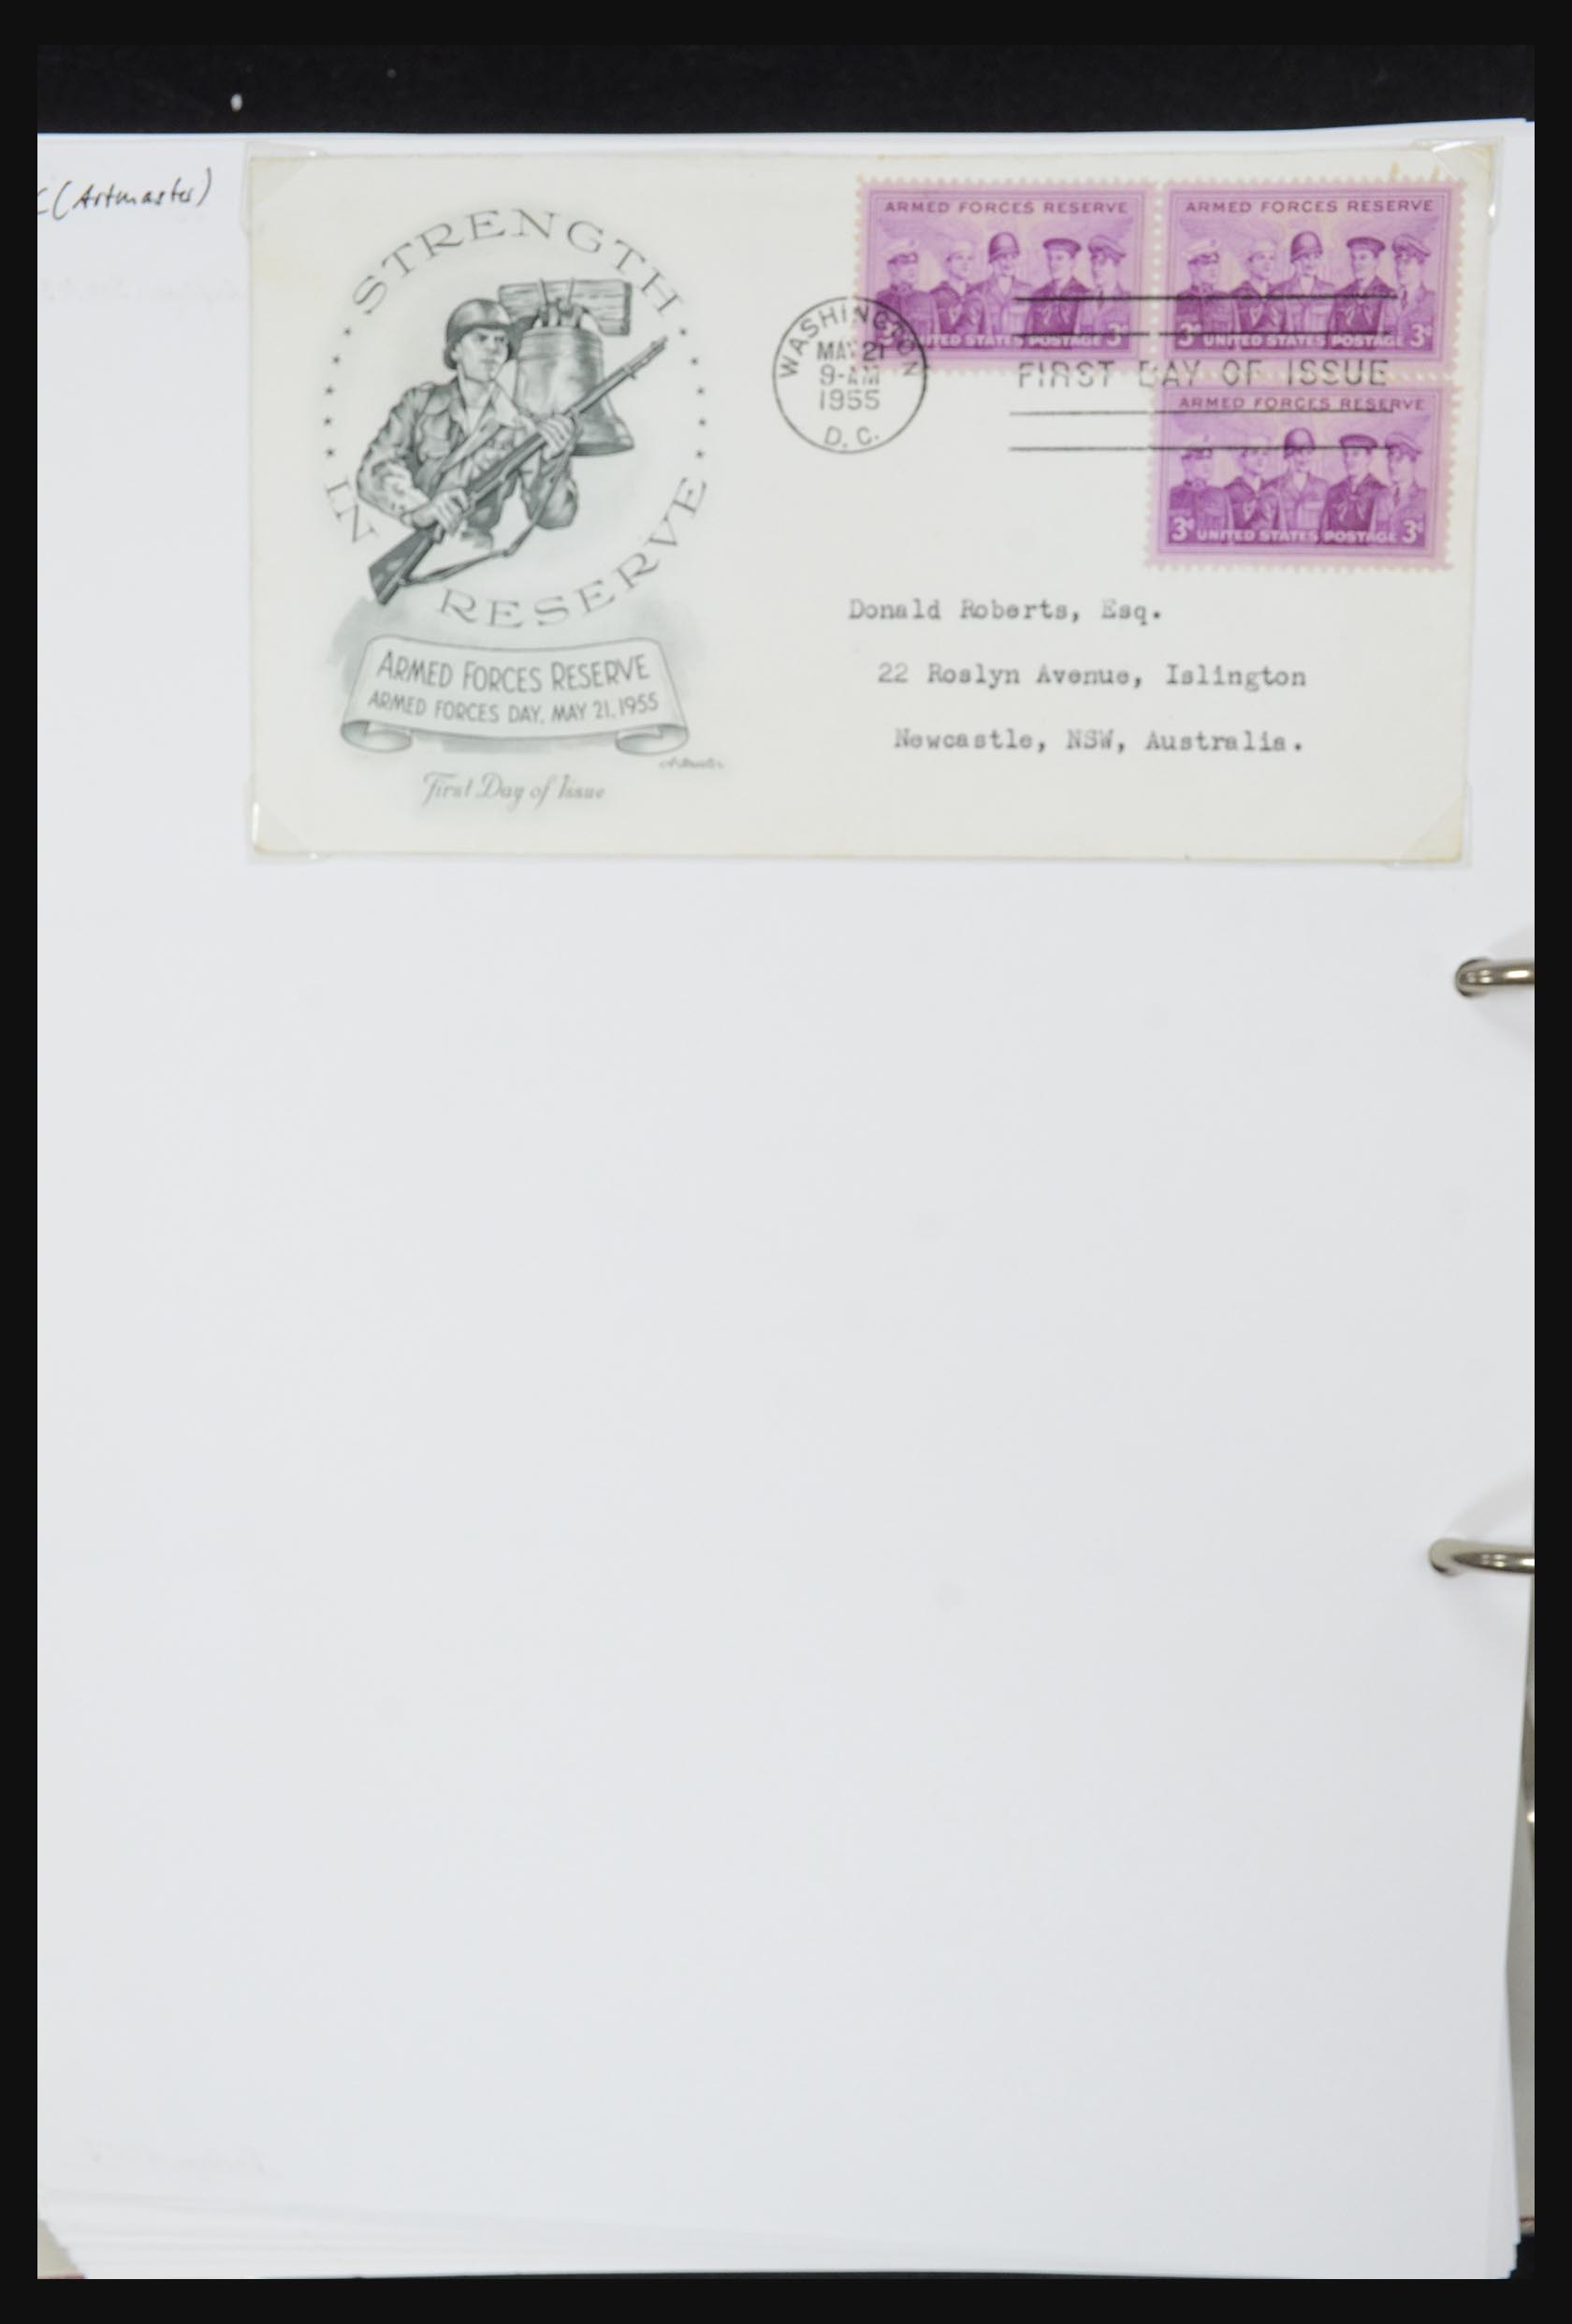 (Artmaster)
STRENGTH
IN
RESERVE
ARMED FORCES RESERVE
ARMED FORCES DAY, MAY 21, 1955
Artmaster
First Day of Issue
ARMED FORCES RESERVE
UNITED STATES POSTAGE 3¢
ARMED FORCES RESERVE
3¢ UNITED STATES POSTAGE 3¢
WASHINGTON
MAY 21
9-AM
1955
D. C.
FIRST DAY OF ISSUE
ARMED FORCES RESERVE
3¢ UNITED STATES POSTAGE 3¢
Donald Roberts, Esq.
22 Roslyn Avenue, Islington
Newcastle, NSW, Australia.